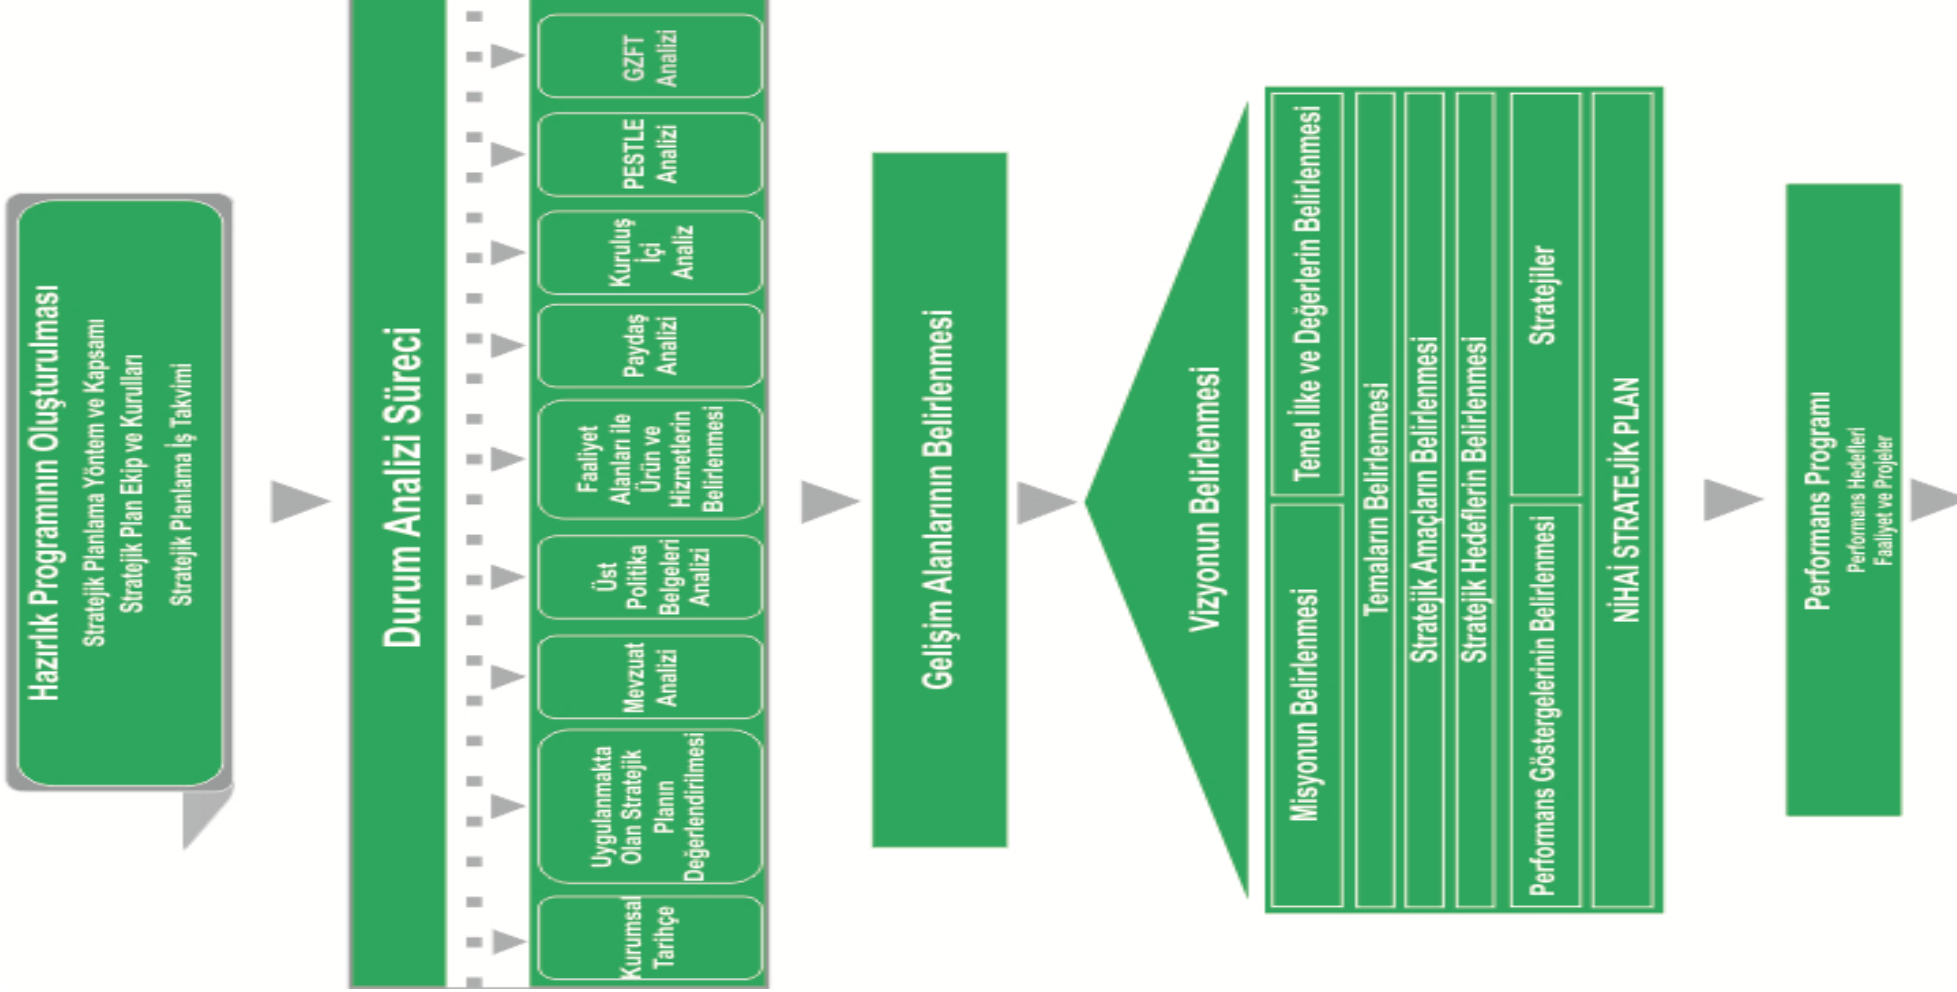 Hazırlık Programının Oluşturulması
Stratejik Planlama Yöntem ve Kapsamı
Stratejik Plan Ekip ve Kurulları
Stratejik Planlama İş Takvimi
Durum Analizi Süreci
Kurumsal
Tarihçe
Uygulanmakta
Olan Stratejik
Planın
Değerlendirilmesi
Mevzuat
Analizi
Üst
Politika
Belgeleri
Analizi
Faaliyet
Alanları ile
Ürün ve
Hizmetlerin
Belirlenmesi
Paydaş
Analizi
Kuruluş
İçi
Analiz
PESTLE
Analizi
GZFT
Analizi
Gelişim Alanlarının Belirlenmesi
Vizyonun Belirlenmesi
Misyonun Belirlenmesi
Temel İlke ve Değerlerin Belirlenmesi
Temaların Belirlenmesi
Stratejik Amaçların Belirlenmesi
Stratejik Hedeflerin Belirlenmesi
Performans Göstergelerinin Belirlenmesi
Stratejiler
NİHAİ STRATEJİK PLAN
Performans Programı
Performans Hedefleri
Faaliyet ve Projeler